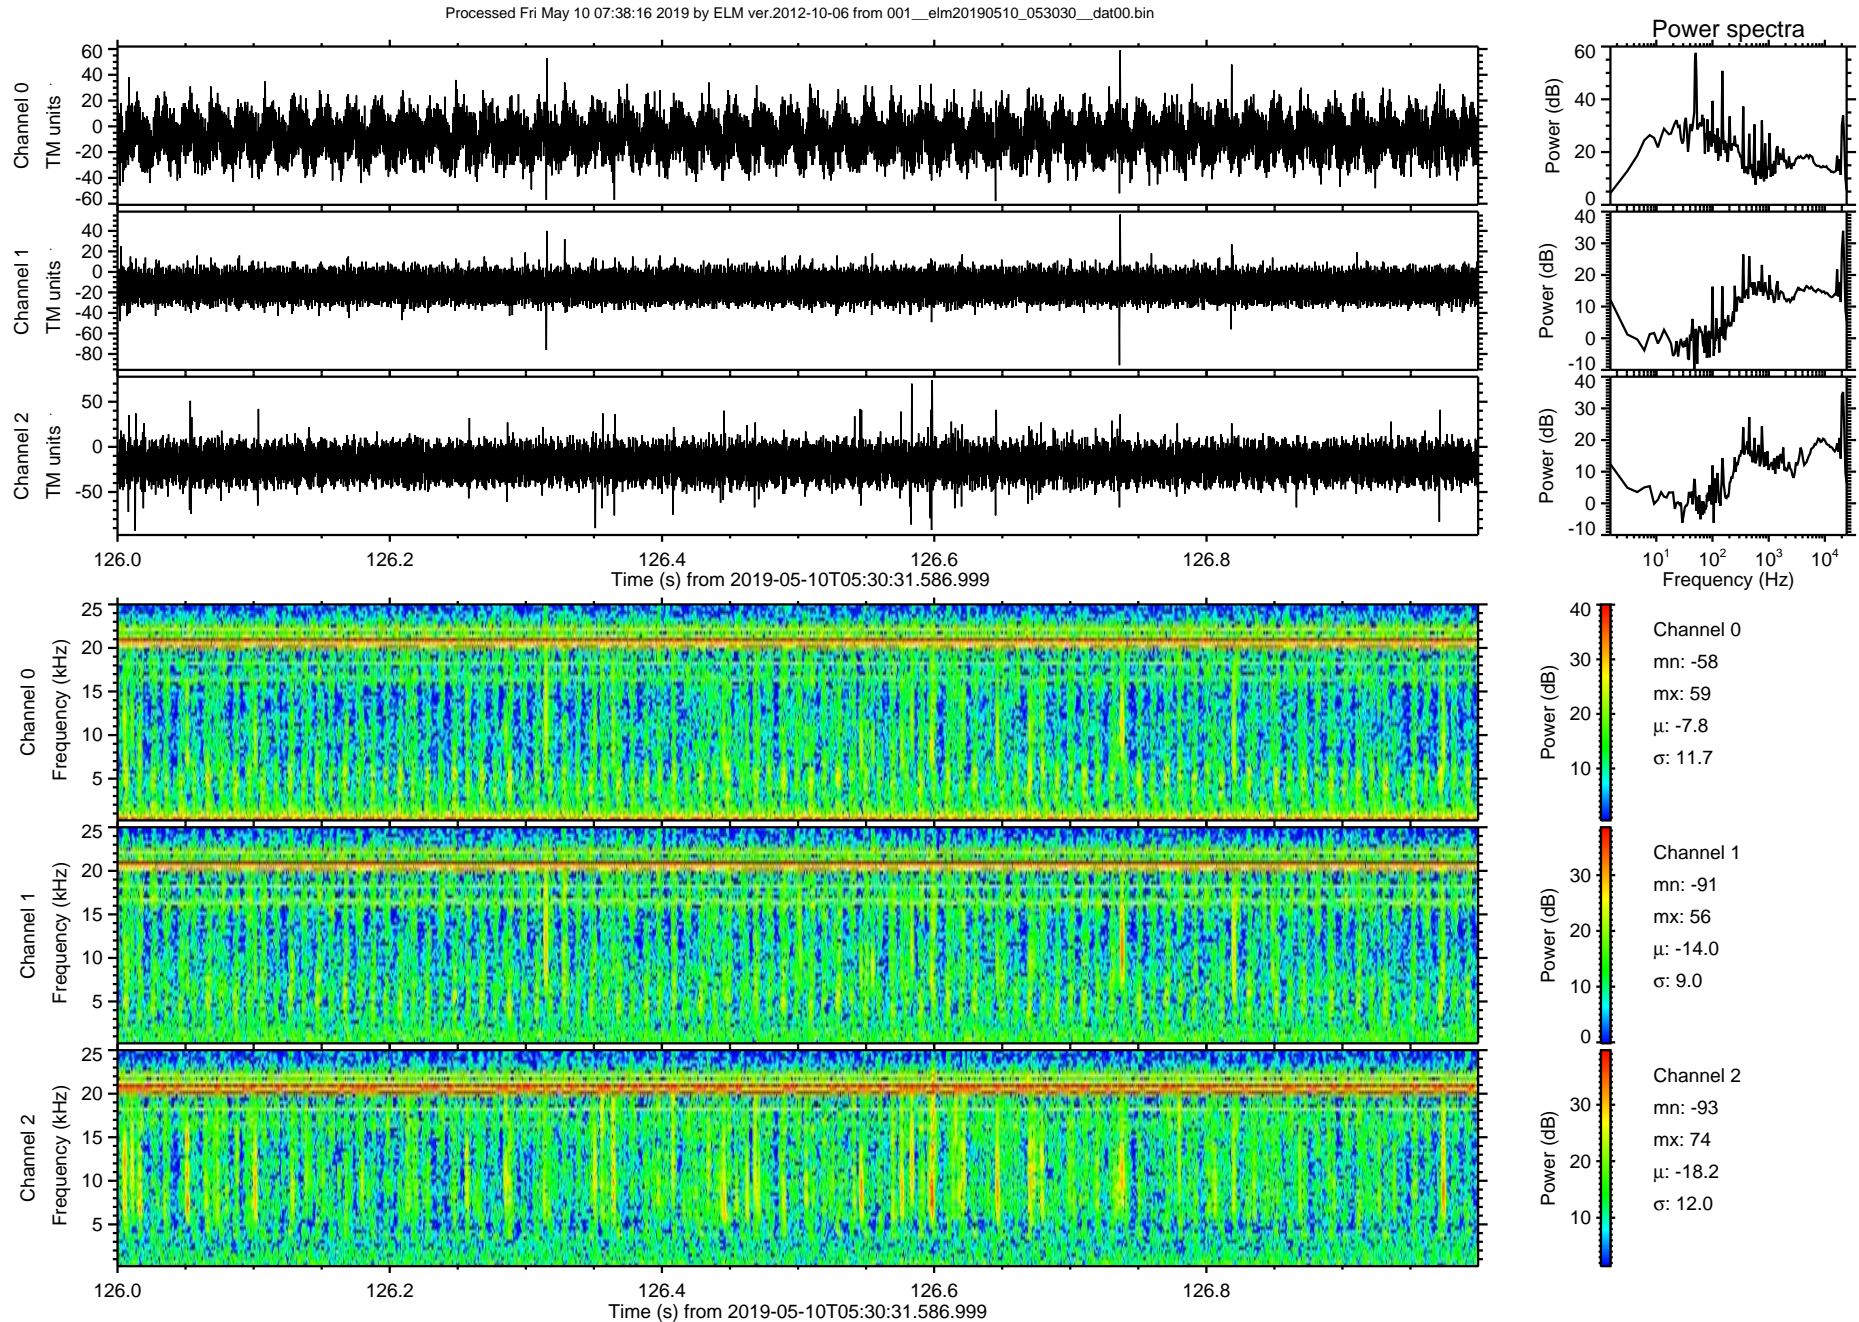 Processed Fri May 10 07:38:16 2019 by ELM ver.2012-10-06 from 001__elm20190510_053030__dat00.bin
Power spectra
Channel 0
TM units
60
40
20
0
-20
-40
-60
Power (dB)
60
40
20
0
Channel 1
TM units
40
20
0
-20
-40
-60
-80
Power (dB)
40
30
20
10
0
-10
Channel 2
TM units
50
0
-50
Power (dB)
40
30
20
10
0
-10
126.0 126.2 126.4 126.6 126.8
Time (s) from 2019-05-10T05:30:31.586.999
10¹ 10² 10³ 10⁴
Frequency (Hz)
Channel 0
Frequency (kHz)
25
20
15
10
5
Power (dB)
40
30
20
10
Channel 0
mn: -58
mx: 59
μ: -7.8
σ: 11.7
Channel 1
Frequency (kHz)
25
20
15
10
5
Power (dB)
30
20
10
0
Channel 1
mn: -91
mx: 56
μ: -14.0
σ: 9.0
Channel 2
Frequency (kHz)
25
20
15
10
5
Power (dB)
30
20
10
Channel 2
mn: -93
mx: 74
μ: -18.2
σ: 12.0
126.0 126.2 126.4 126.6 126.8
Time (s) from 2019-05-10T05:30:31.586.999